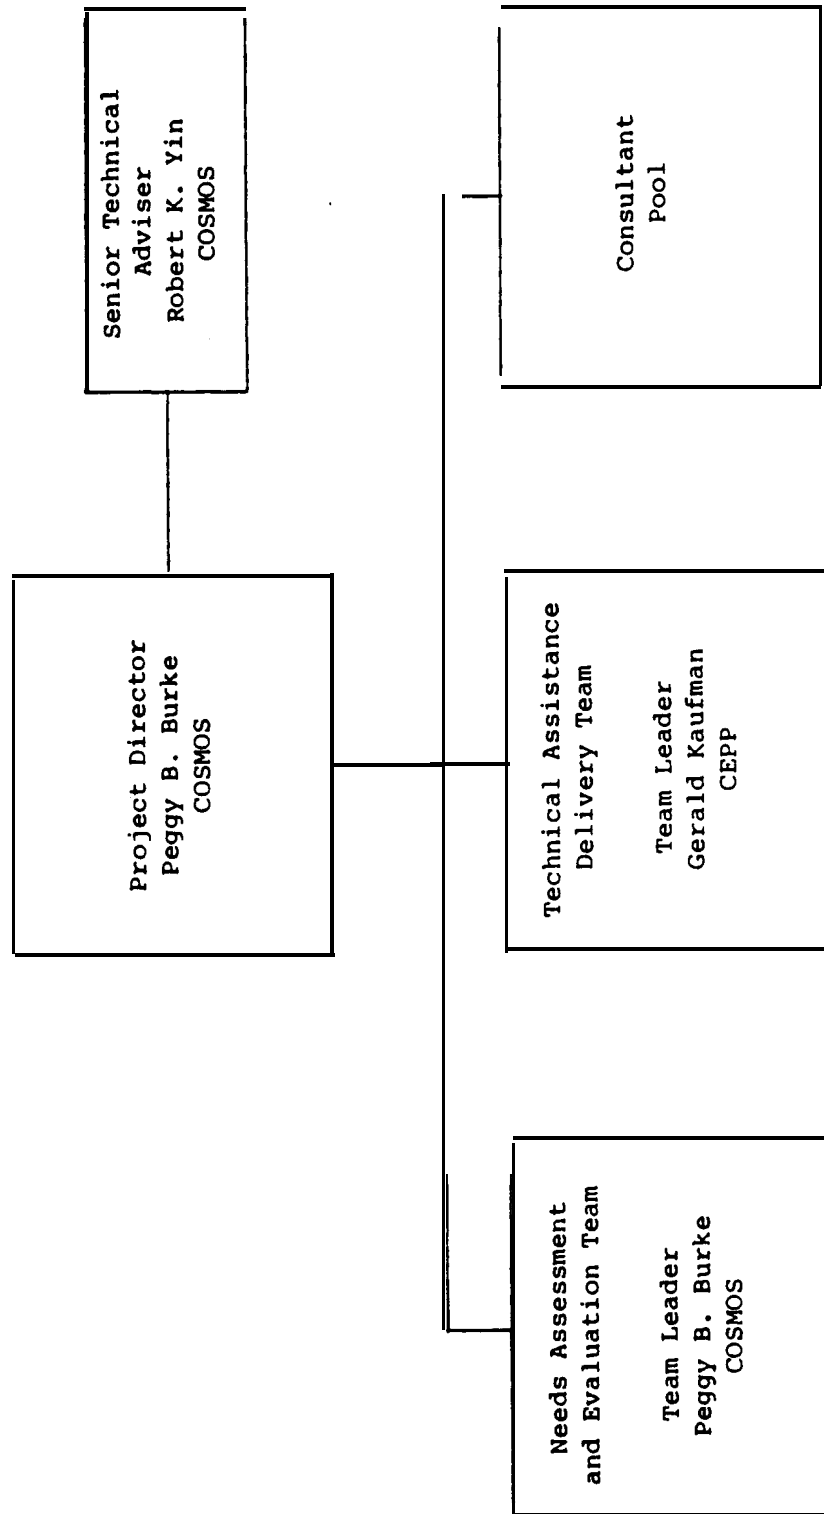 Project Director
Peggy B. Burke
COSMOS
Senior Technical
Adviser
Robert K. Yin
COSMOS
Needs Assessment
and Evaluation Team
Team Leader
Peggy B. Burke
COSMOS
Technical Assistance
Delivery Team
Team Leader
Gerald Kaufman
CEPP
Consultant
Pool